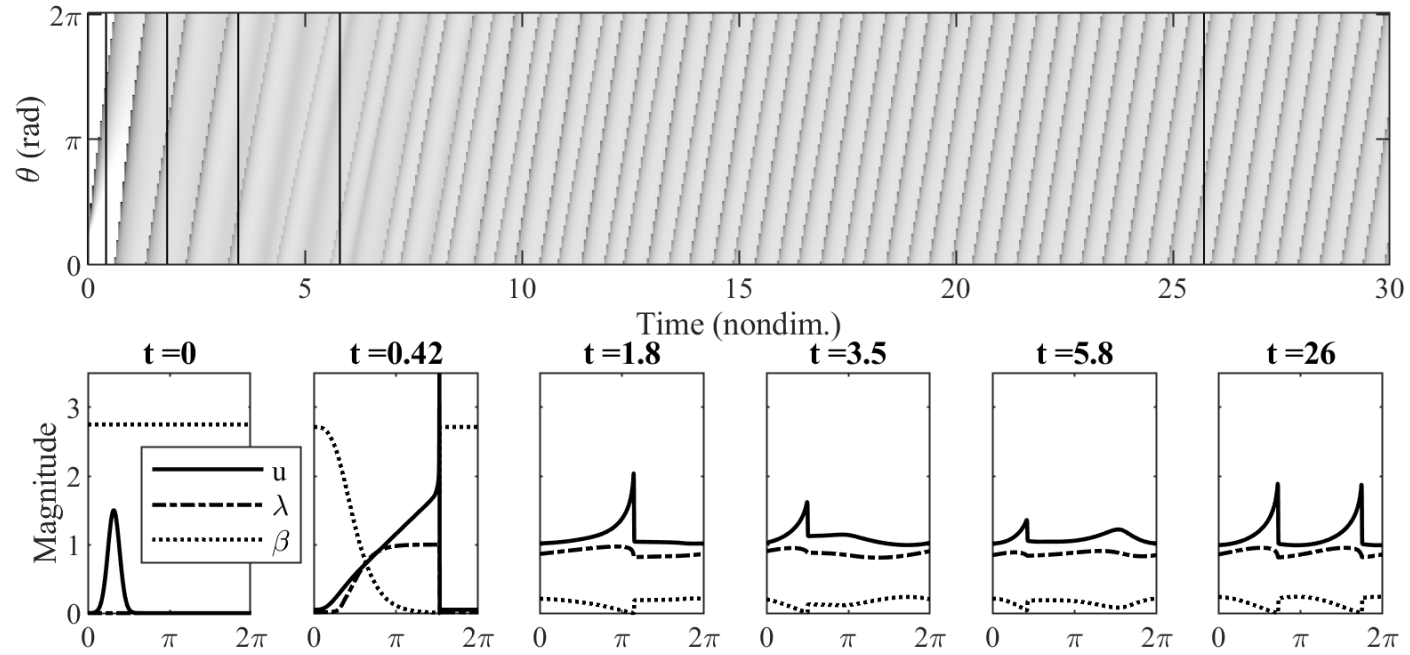 2π
π
0
θ (rad)
0 5 10 15 20 25 30
Time (nondim.)
t =0 t =0.42 t =1.8 t =3.5 t =5.8 t =26
Magnitude
3
2
1
0
u
λ
β
0 π 2π 0 π 2π 0 π 2π 0 π 2π 0 π 2π 0 π 2π